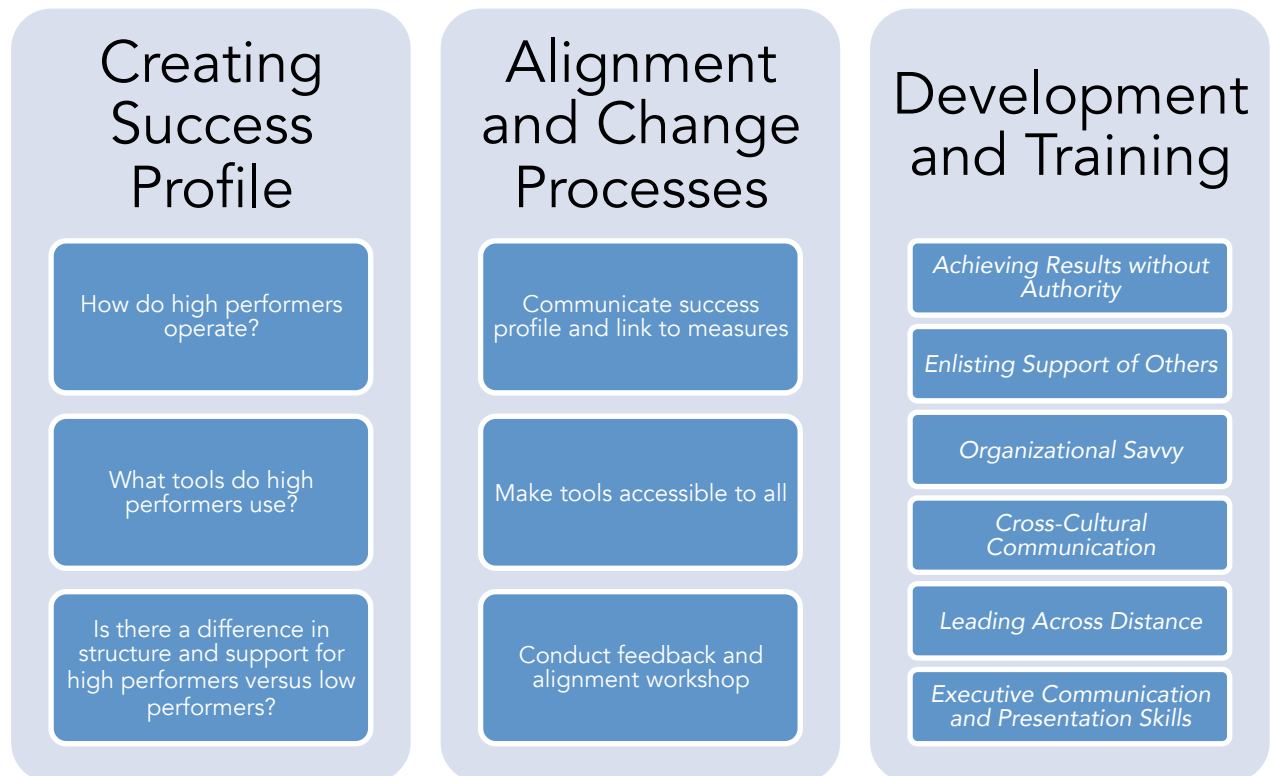 Creating
Success
Profile
How do high performers
operate?
What tools do high
performers use?
Is there a difference in
structure and support for
high performers versus low
performers?
Alignment
and Change
Processes
Communicate success
profile and link to measures
Make tools accessible to all
Conduct feedback and
alignment workshop
Development
and Training
Achieving Results without
Authority
Enlisting Support of Others
Organizational Savvy
Cross-Cultural
Communication
Leading Across Distance
Executive Communication
and Presentation Skills